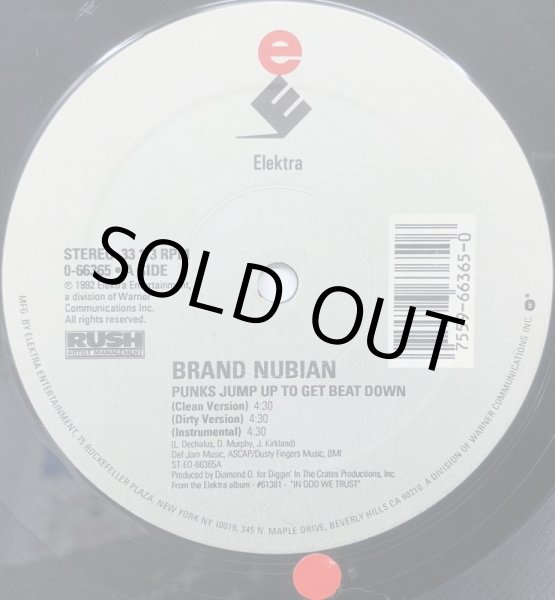 e
E
Elektra
STEREO 33 1/3 RPM
0-66365 • A SIDE
℗ 1992 Elektra Entertainment,
a division of Warner
Communications Inc.
All rights reserved.
RUSH
ARTIST MANAGEMENT
7559-66365-0
SOLD OUT
BRAND NUBIAN
PUNKS JUMP UP TO GET BEAT DOWN
(Clean Version) 4:30
(Dirty Version) 4:30
(Instrumental) 4:30
(L. Dechalus, D. Murphy, J. Kirkland)
Def Jam Music, ASCAP/Dusty Fingers Music, BMI
ST-ED-66365A
Produced by Diamond D. for Diggin' In The Crates Productions, Inc.
From the Elektra album - #61381 - "IN GOD WE TRUST"
MFG. BY ELEKTRA ENTERTAINMENT 75 ROCKEFELLER PLAZA, NEW YORK NY 10019, 345 N. MAPLE DRIVE, BEVERLY HILLS CA 90210. A DIVISION OF WARNER COMMUNICATIONS INC.